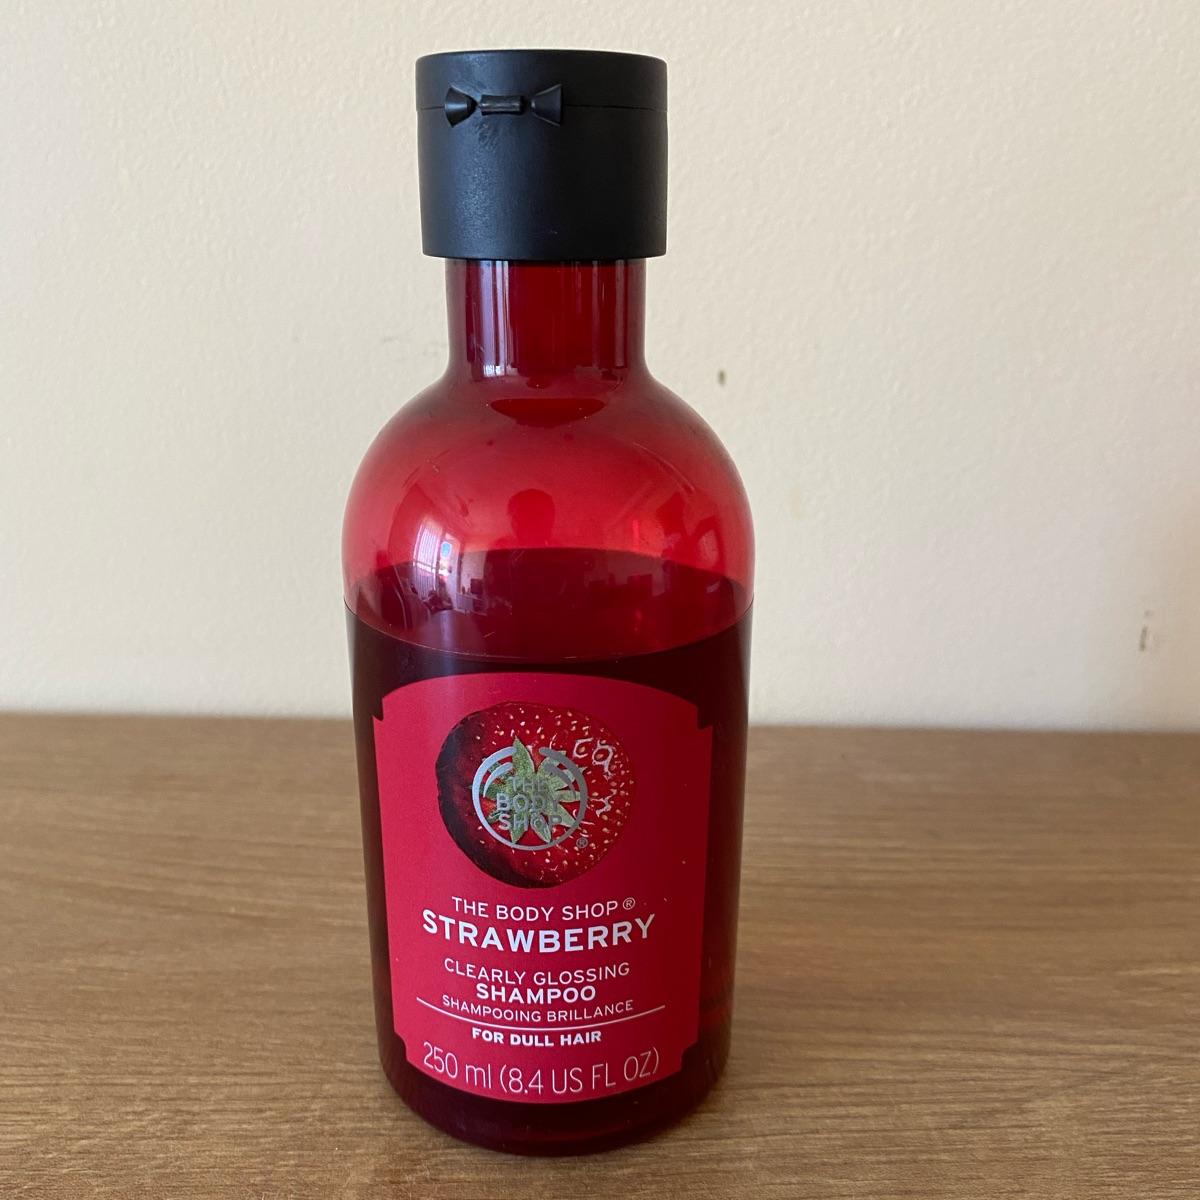 THE
BODY
SHOP
®
THE BODY SHOP®
STRAWBERRY
CLEARLY GLOSSING
SHAMPOO
SHAMPOOING BRILLANCE
FOR DULL HAIR
250 ml (8.4 US FL OZ)